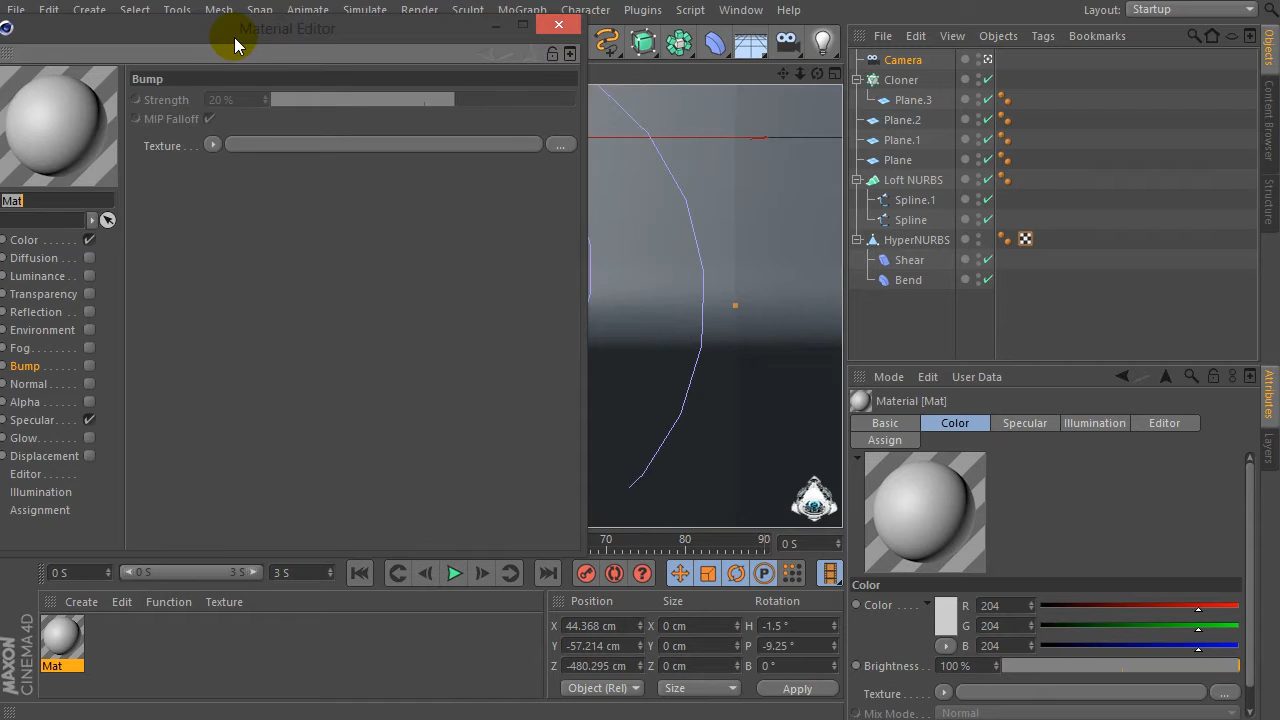 File Edit Create Select Tools Mesh Snap Animate Simulate Render Sculpt MoGraph Character Plugins Script Window Help Layout: Startup
Material Editor
File Edit View Objects Tags Bookmarks
Camera
Bump
Cloner
Strength 20 %
Plane.3
MIP Falloff
Plane.2
Texture . . . ...
Plane.1
Plane
Loft NURBS
Mat
Spline.1
Spline
Color
HyperNURBS
Diffusion
Shear
Luminance
Bend
Transparency
Reflection
Environment
Fog
Bump
Normal
Alpha
Specular
Glow
Displacement
Editor
Illumination
Assignment
Objects
Content Browser
Structure
Mode Edit User Data
Material [Mat]
Basic Color Specular Illumination Editor
Assign
Attributes
Layers
70 80 90 0 S
0 S 0 S 3 S 3 S
Create Edit Function Texture
Mat
Position Size Rotation
X 44.368 cm X 0 cm H -1.5 °
Y -57.214 cm Y 0 cm P -9.25 °
Z -480.295 cm Z 0 cm B 0 °
Object (Rel) Size Apply
Color
Color . . . . R 204
G 204
B 204
Brightness . 100 %
Texture . . . . ...
Mix Mode. . Normal
MAXON
CINEMA 4D